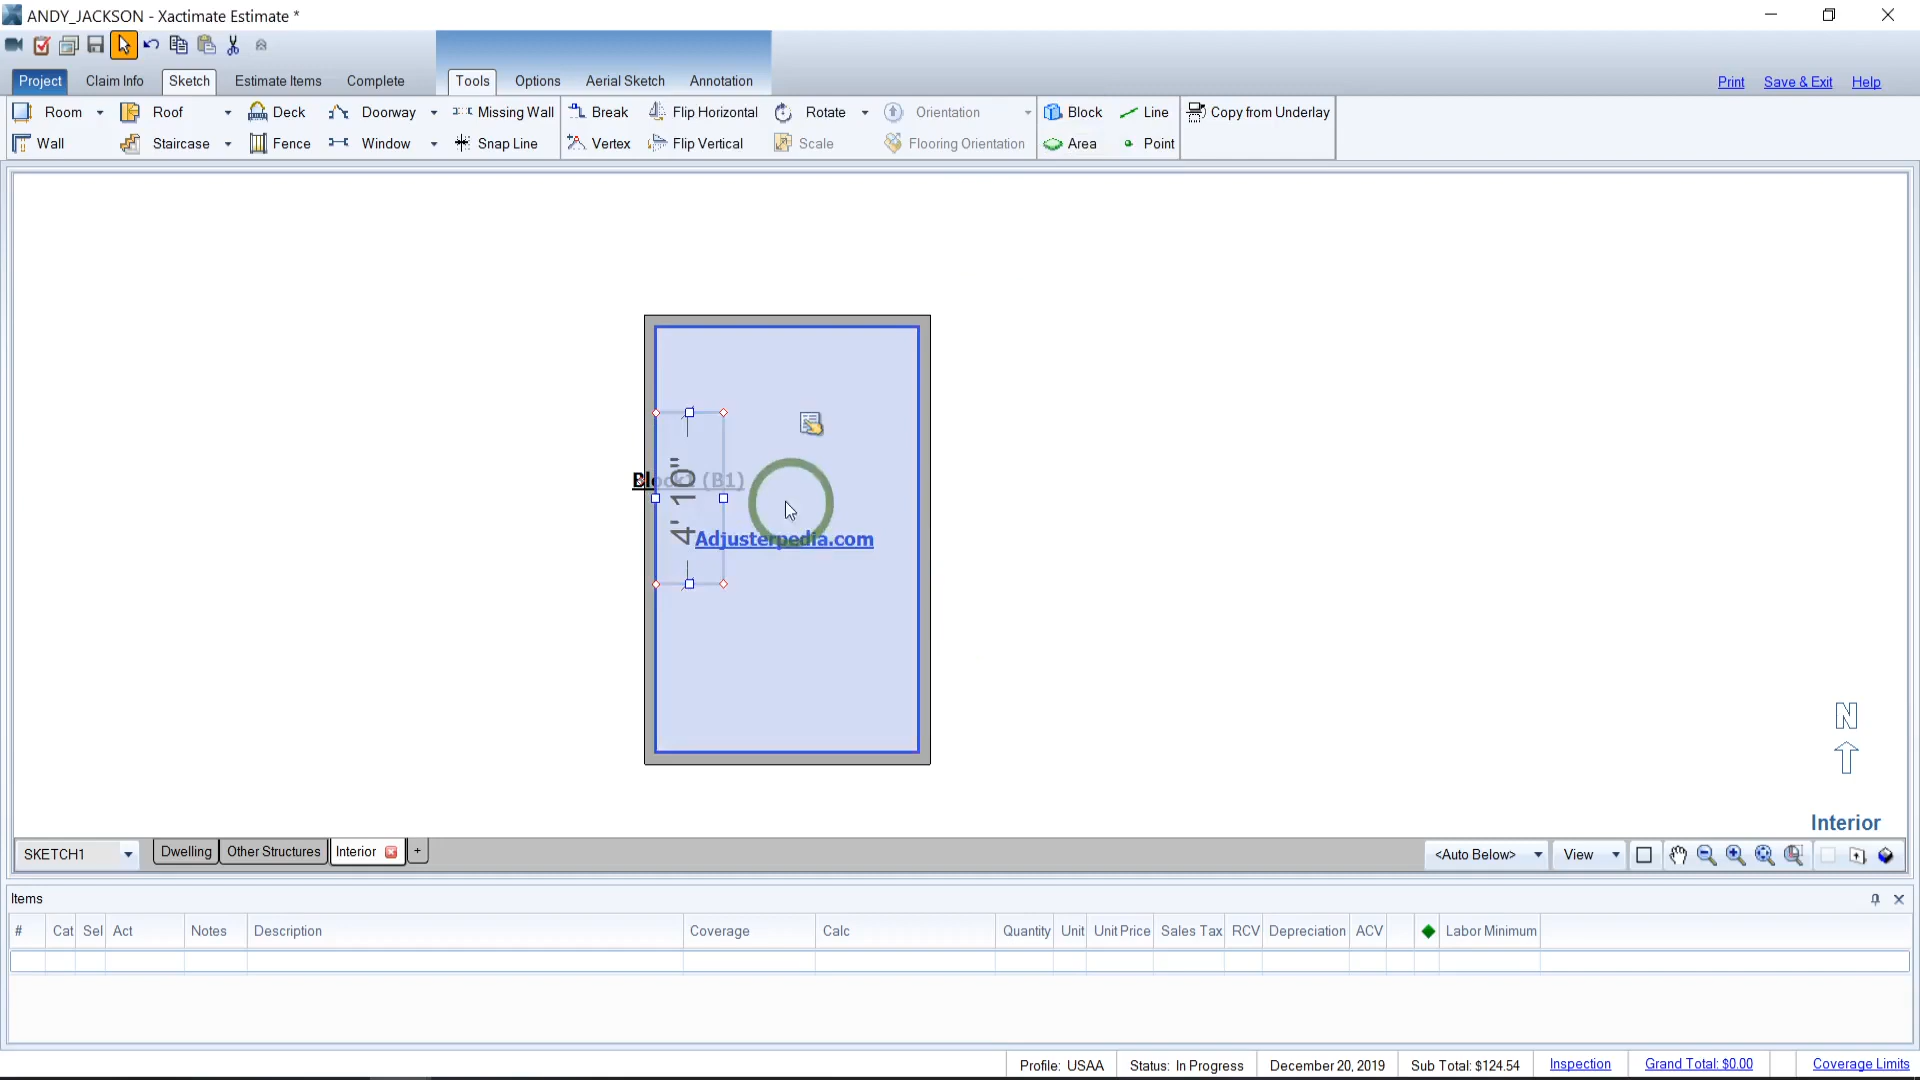 ANDY_JACKSON - Xactimate Estimate *
Project Claim Info Sketch Estimate Items Complete Tools Options Aerial Sketch Annotation Print Save & Exit Help
Room Roof Deck Doorway Missing Wall Break Flip Horizontal Rotate Orientation Block Line Copy from Underlay
Wall Staircase Fence Window Snap Line Vertex Flip Vertical Scale Flooring Orientation Area Point
Block1 (B1)
4' 10"
Adjusterpedia.com
N
Interior
SKETCH1 Dwelling Other Structures Interior + <Auto Below> View
Items
# Cat Sel Act Notes Description Coverage Calc Quantity Unit Unit Price Sales Tax RCV Depreciation ACV Labor Minimum
Profile: USAA Status: In Progress December 20, 2019 Sub Total: $124.54 Inspection Grand Total: $0.00 Coverage Limits